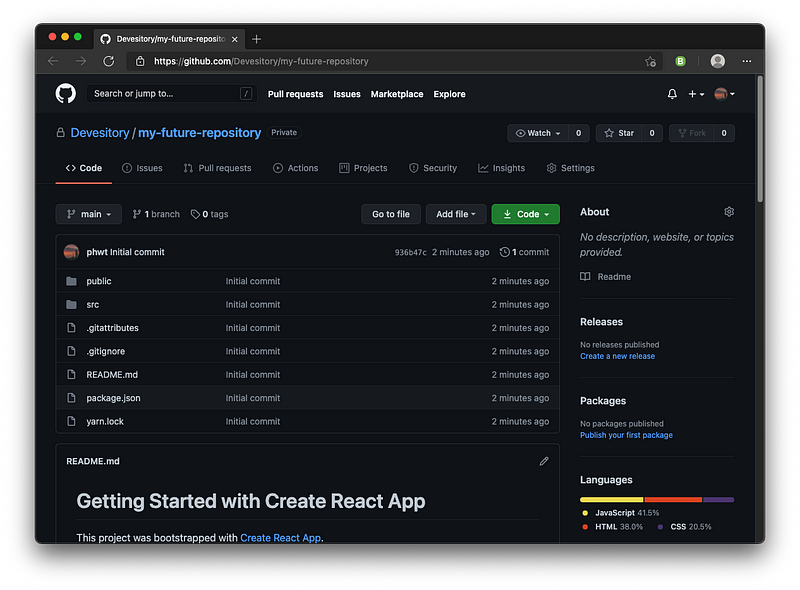 Devesitory/my-future-reposito
https://github.com/Devesitory/my-future-repository
Search or jump to... /
Pull requests Issues Marketplace Explore
Devesitory / my-future-repository Private
Watch 0 Star 0 Fork 0
Code Issues Pull requests Actions Projects Security Insights Settings
main 1 branch 0 tags Go to file Add file Code
phwt Initial commit 936b47c 2 minutes ago 1 commit
public Initial commit 2 minutes ago
src Initial commit 2 minutes ago
.gitattributes Initial commit 2 minutes ago
.gitignore Initial commit 2 minutes ago
README.md Initial commit 2 minutes ago
package.json Initial commit 2 minutes ago
yarn.lock Initial commit 2 minutes ago
README.md
Getting Started with Create React App
This project was bootstrapped with Create React App.
About
No description, website, or topics
provided.
Readme
Releases
No releases published
Create a new release
Packages
No packages published
Publish your first package
Languages
JavaScript 41.5%
HTML 38.0% CSS 20.5%